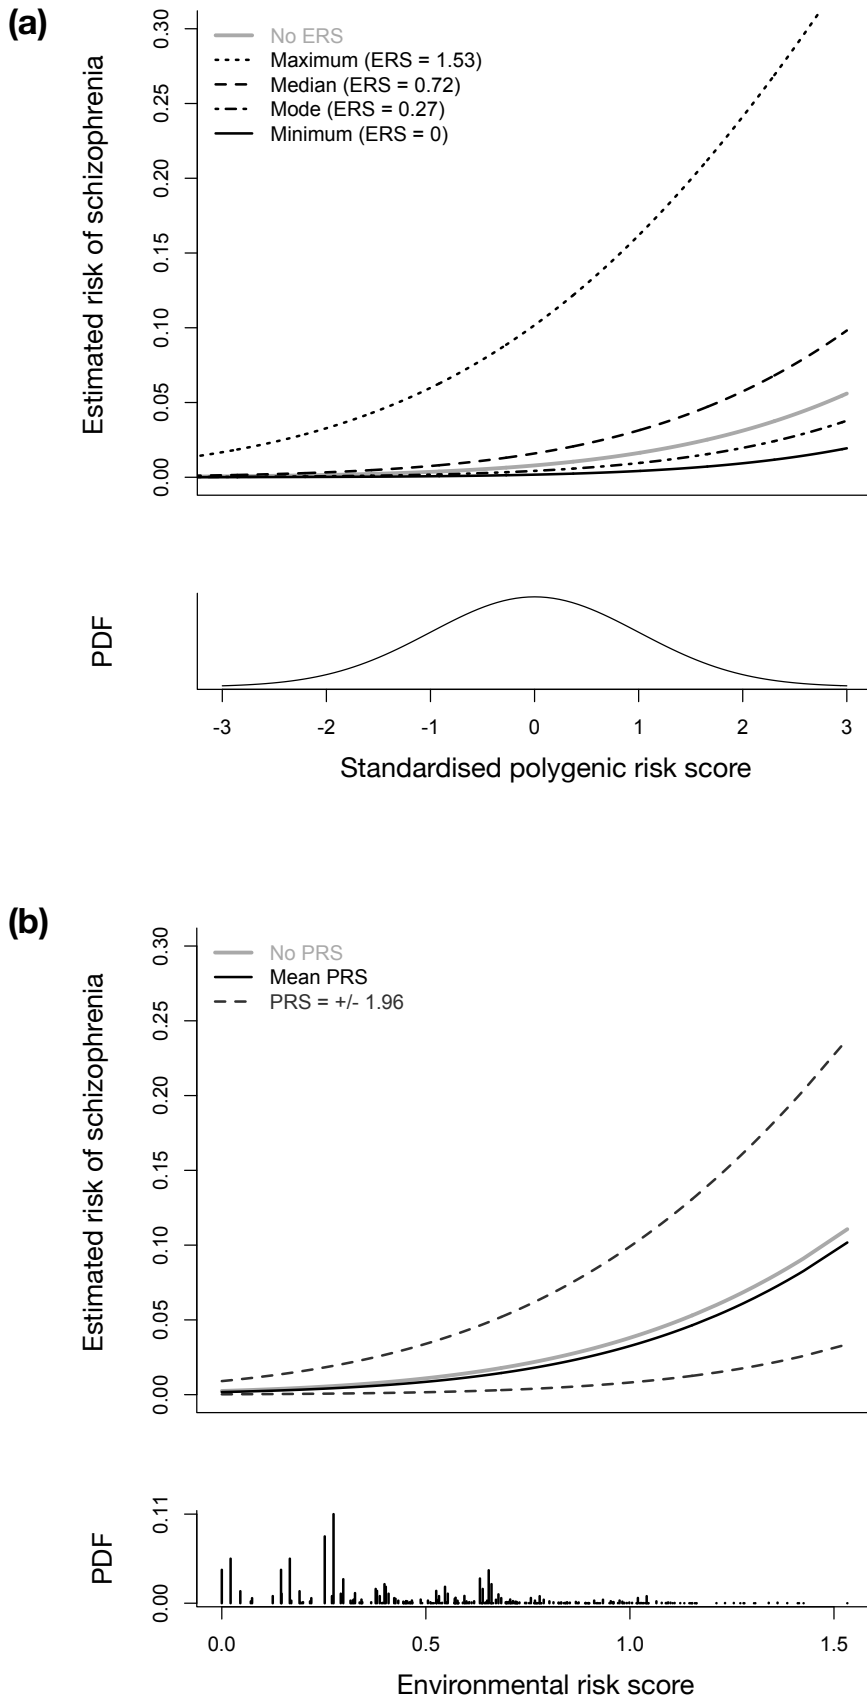 (a)
No ERS
Maximum (ERS = 1.53)
Median (ERS = 0.72)
Mode (ERS = 0.27)
Minimum (ERS = 0)
Estimated risk of schizophrenia
0.30
0.25
0.20
0.15
0.10
0.05
0.00
PDF
-3 -2 -1 0 1 2 3
Standardised polygenic risk score
(b)
No PRS
Mean PRS
PRS = +/- 1.96
Estimated risk of schizophrenia
0.30
0.25
0.20
0.15
0.10
0.05
0.00
PDF
0.11
0.00
0.0 0.5 1.0 1.5
Environmental risk score